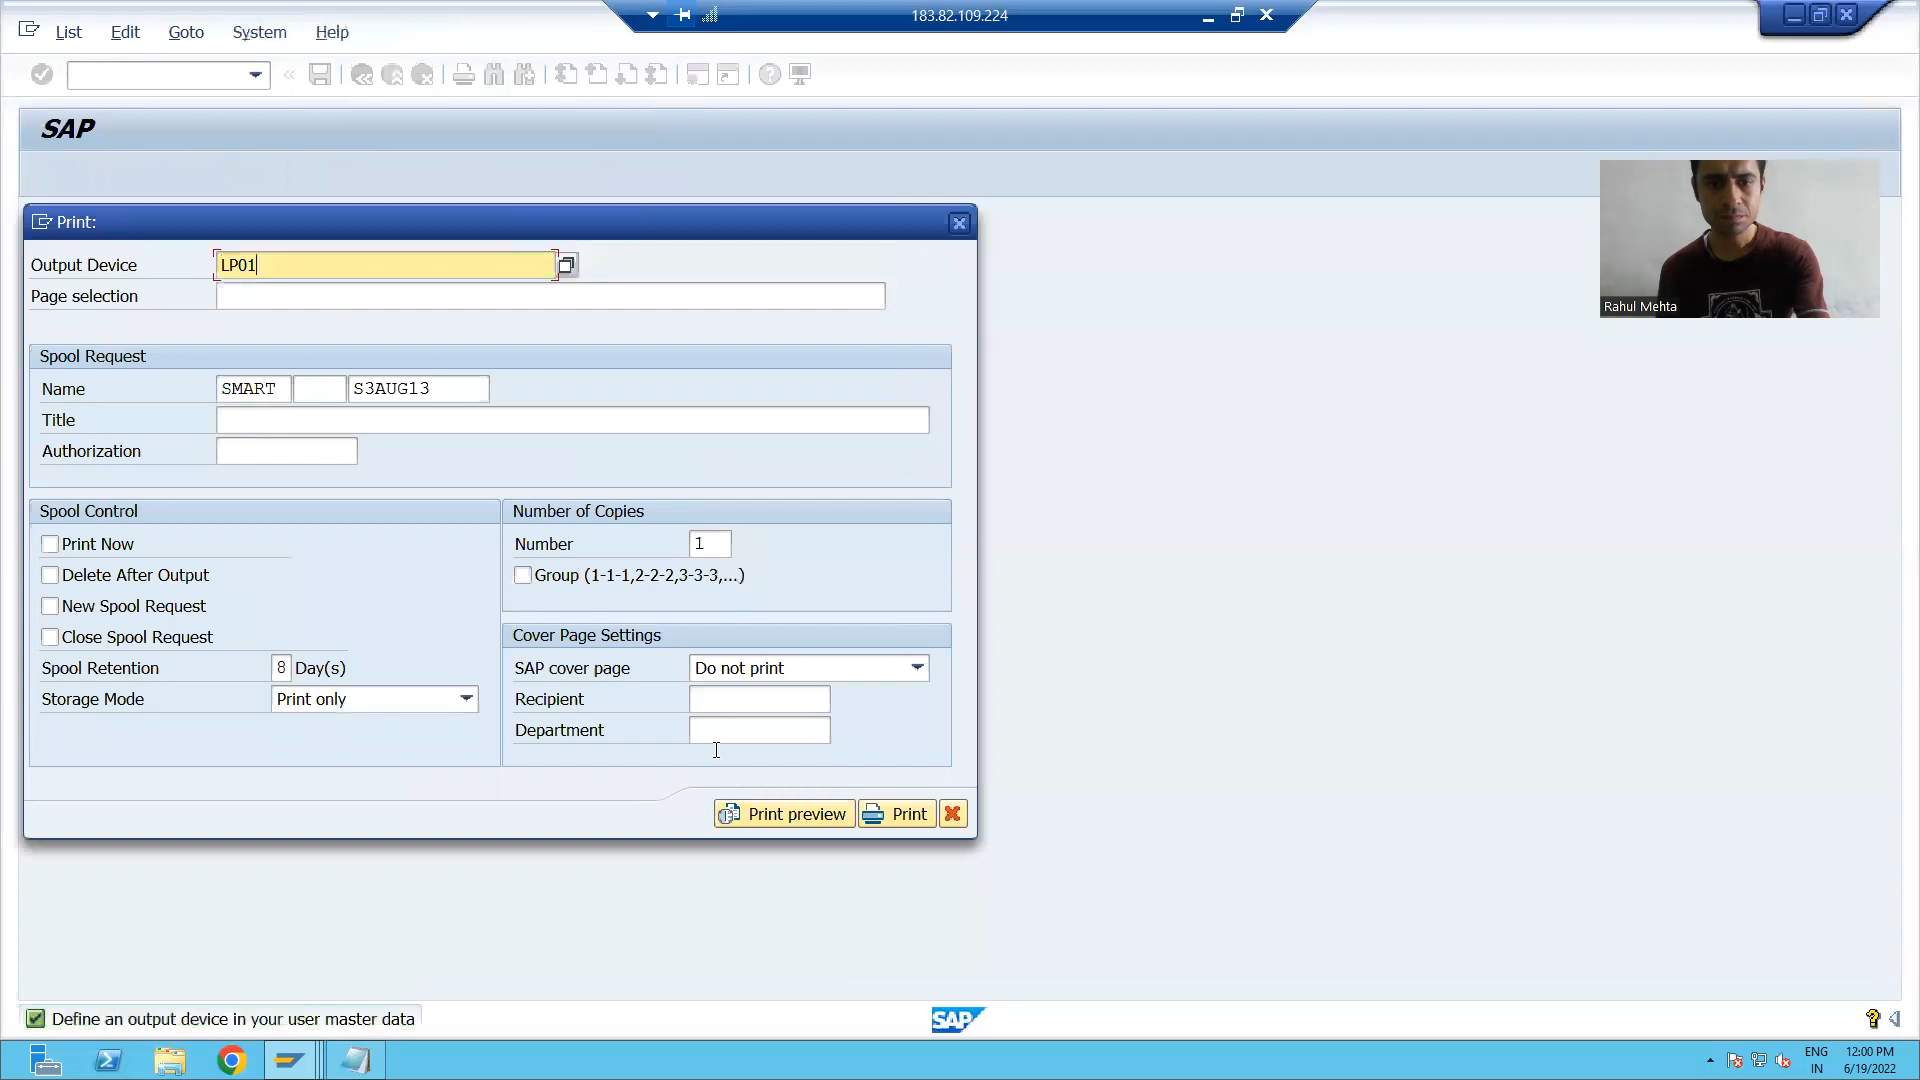 183.82.109.224
List Edit Goto System Help
SAP
Rahul Mehta
Print:
Output Device LP01
Page selection
Spool Request
Name SMART S3AUG13
Title
Authorization
Spool Control
Print Now
Delete After Output
New Spool Request
Close Spool Request
Spool Retention 8 Day(s)
Storage Mode Print only
Number of Copies
Number 1
Group (1-1-1,2-2-2,3-3-3,...)
Cover Page Settings
SAP cover page Do not print
Recipient
Department
Print preview Print
Define an output device in your user master data
SAP
ENG 12:00 PM
IN 6/19/2022